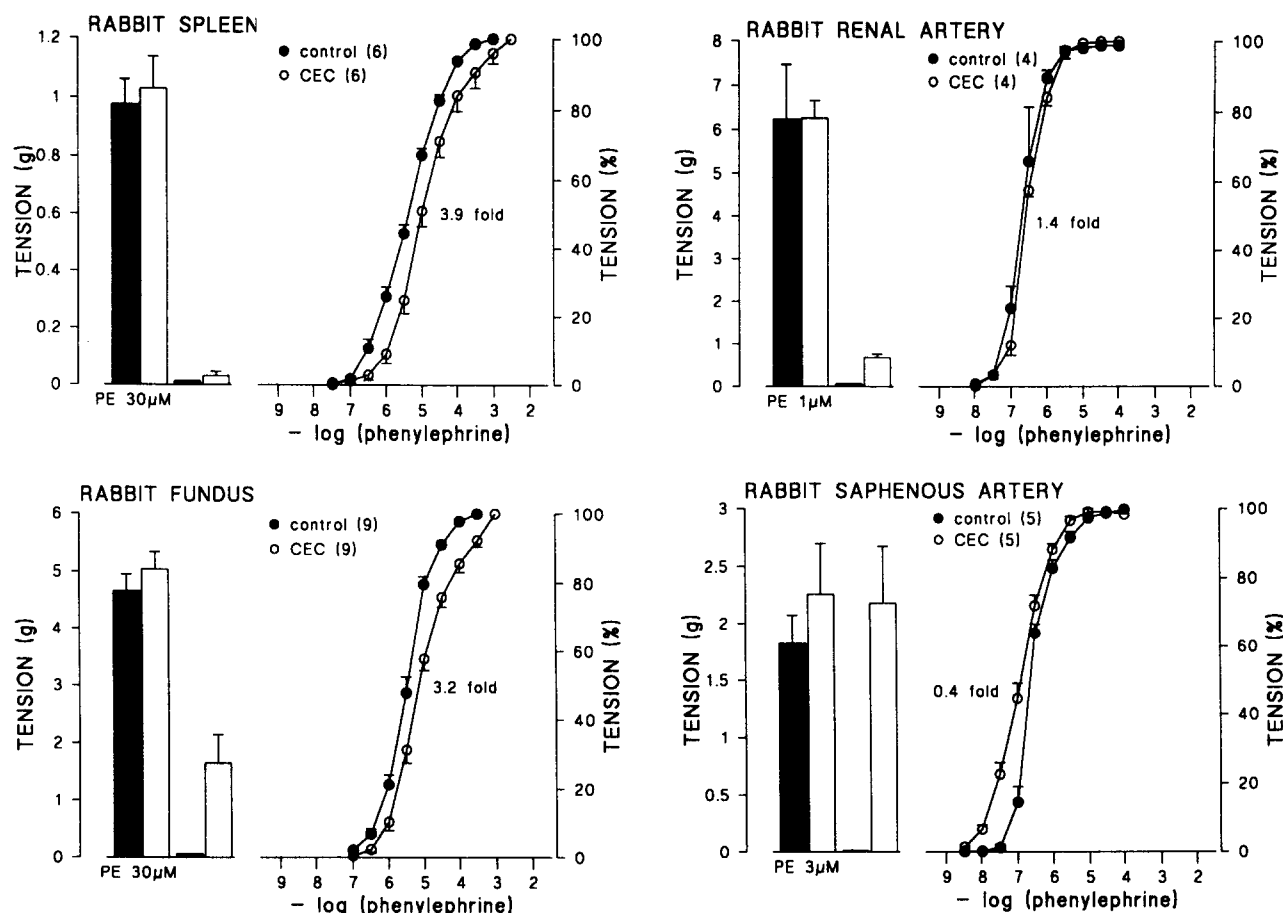 RABBIT SPLEEN
control (6)
CEC (6)
TENSION (g)
1.2
1
0.8
0.6
0.4
0.2
0
PE 30µM
3.9 fold
100
80
60
40
20
0
TENSION (%)
9 8 7 6 5 4 3 2
– log (phenylephrine)
RABBIT RENAL ARTERY
control (4)
CEC (4)
TENSION (g)
8
7
6
5
4
3
2
1
0
PE 1µM
1.4 fold
100
80
60
40
20
0
TENSION (%)
9 8 7 6 5 4 3 2
– log (phenylephrine)
RABBIT FUNDUS
control (9)
CEC (9)
TENSION (g)
6
5
4
3
2
1
0
PE 30µM
3.2 fold
100
80
60
40
20
0
TENSION (%)
9 8 7 6 5 4 3 2
– log (phenylephrine)
RABBIT SAPHENOUS ARTERY
control (5)
CEC (5)
TENSION (g)
3
2.5
2
1.5
1
0.5
0
PE 3µM
0.4 fold
100
80
60
40
20
0
TENSION (%)
9 8 7 6 5 4 3 2
– log (phenylephrine)